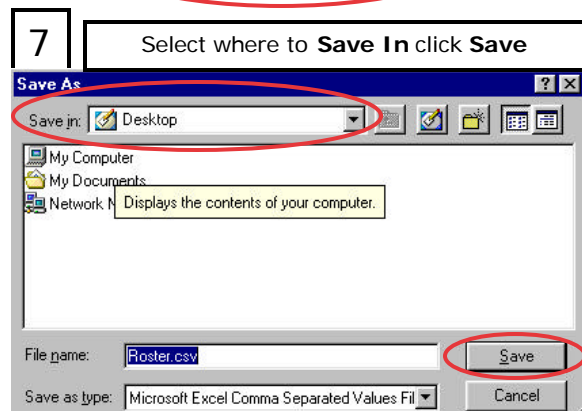 7
Select where to Save In click Save
Save As
Save in: Desktop
My Computer
My Documents
Network N
Displays the contents of your computer.
File name: Roster.csv Save
Save as type: Microsoft Excel Comma Separated Values Fil Cancel